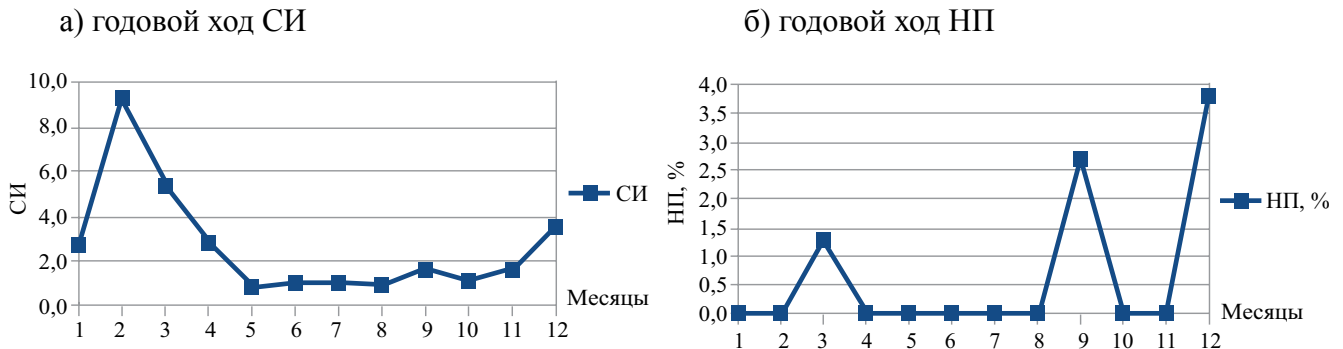 а) годовой ход СИ
10,0
8,0
6,0
4,0
2,0
0,0
СИ
СИ
Месяцы
1 2 3 4 5 6 7 8 9 10 11 12
б) годовой ход НП
4,0
3,5
3,0
2,5
2,0
1,5
1,0
0,5
0,0
НП, %
НП, %
Месяцы
1 2 3 4 5 6 7 8 9 10 11 12